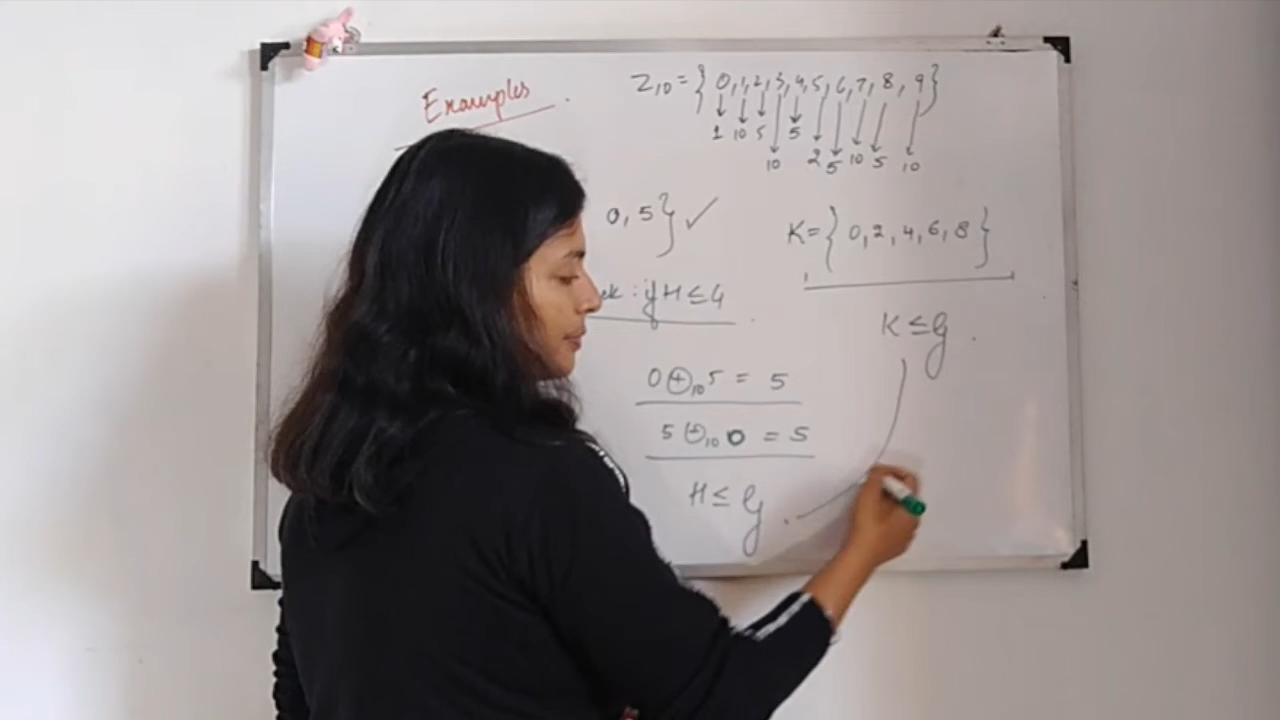 Examples.
Z10 = { 0, 1, 2, 3, 4, 5, 6, 7, 8, 9 }
1 10 5 10 5 2 5 10 5 10
0, 5} ✓
K = { 0, 2, 4, 6, 8 }
: if H ≤ G
K ≤ G.
0 ⊕10 5 = 5
5 ⊕10 0 = 5
H ≤ G.